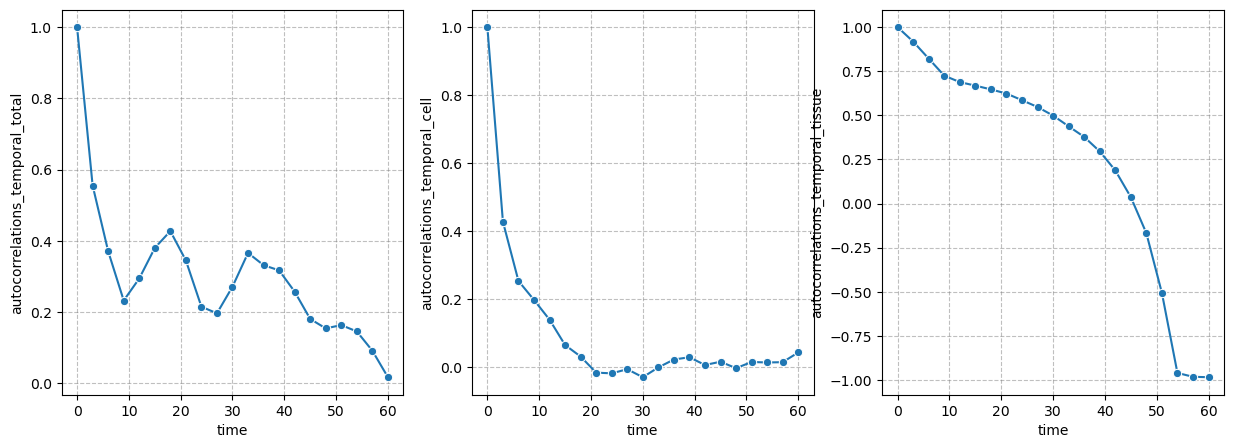 autocorrelations_temporal_total
1.0
0.8
0.6
0.4
0.2
0.0
0 10 20 30 40 50 60
time
autocorrelations_temporal_cell
1.0
0.8
0.6
0.4
0.2
0.0
0 10 20 30 40 50 60
time
autocorrelations_temporal_tissue
1.00
0.75
0.50
0.25
0.00
−0.25
−0.50
−0.75
−1.00
0 10 20 30 40 50 60
time